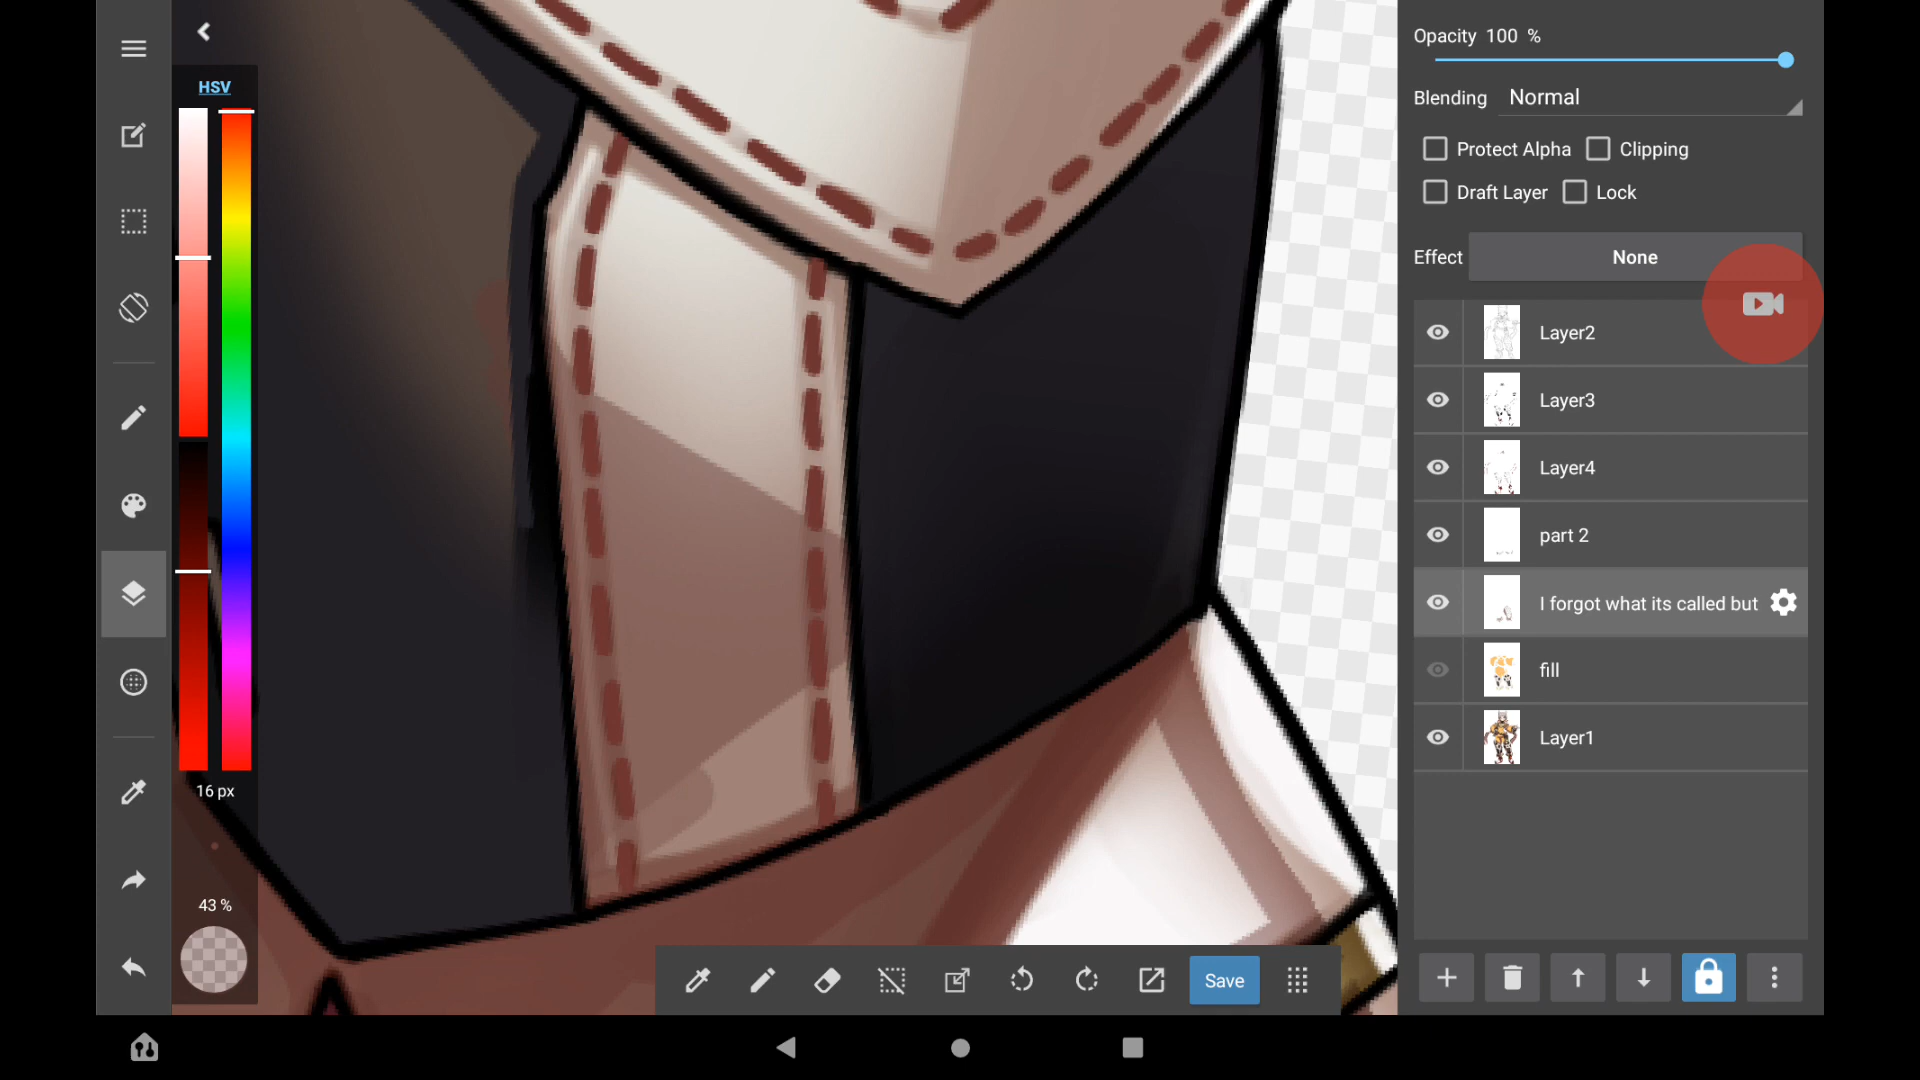 HSV
16 px
43 %
Save
Opacity 100 %
Blending Normal
Protect Alpha Clipping
Draft Layer Lock
Effect None
Layer2
Layer3
Layer4
part 2
I forgot what its called but
fill
Layer1